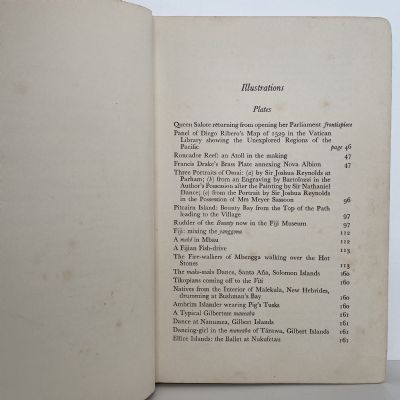 Illustrations
Plates
Queen Salote returning from opening her Parliament frontispiece
Panel of Diego Ribero's Map of 1529 in the Vatican
Library showing the Unexplored Regions of the
Pacific page 46
Roncador Reef: an Atoll in the making 47
Francis Drake's Brass Plate annexing Nova Albion 47
Three Portraits of Omai: (a) by Sir Joshua Reynolds at
Parham; (b) from an Engraving by Bartolozzi in the
Author's Possession after the Painting by Sir Nathaniel
Dance; (c) from the Portrait by Sir Joshua Reynolds
in the Possession of Mrs Meyer Sassoon 96
Pitcairn Island: Bounty Bay from the Top of the Path
leading to the Village 97
Rudder of the Bounty now in the Fiji Museum 97
Fiji: mixing the yanggona 112
A meke in Mbau 112
A Fijian Fish-drive 113
The Fire-walkers of Mbengga walking over the Hot
Stones 113
The mala-mala Dance, Santa Aña, Solomon Islands 160
Tikopians coming off to the Viti 160
Natives from the Interior of Malekula, New Hebrides,
drumming at Bushman's Bay 160
Ambrim Islander wearing Pig's Tusks 160
A Typical Gilbertese maneaba 161
Dance at Nanumea, Gilbert Islands 161
Dancing-girl in the maneaba of Tarawa, Gilbert Islands 161
Ellice Islands: the Ballet at Nukufetau 161